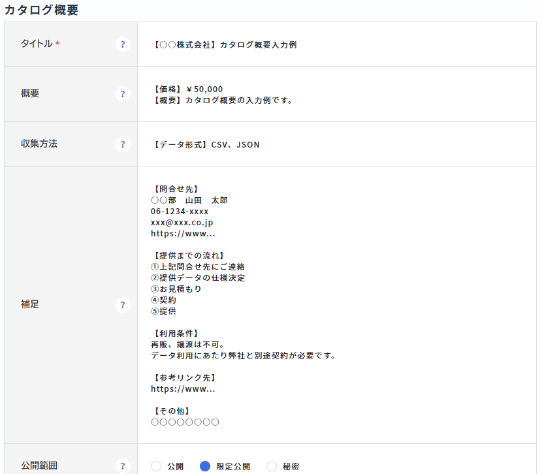 カタログ概要
タイトル *
?
【○○株式会社】カタログ概要入力例
概要
?
【価格】￥50,000
【概要】カタログ概要の入力例です。
収集方法
?
【データ形式】CSV、JSON
補足
?
【問合せ先】
○○部　山田　太郎
06-1234-xxxx
xxx@xxx.co.jp
https://www...
【提供までの流れ】
①上記問合せ先にご連絡
②提供データの仕様決定
③お見積もり
④契約
⑤提供
【利用条件】
再販、譲渡は不可。
データ利用にあたり弊社と別途契約が必要です。
【参考リンク先】
https://www...
【その他】
○○○○○○○○
公開範囲
?
公開 限定公開 秘密